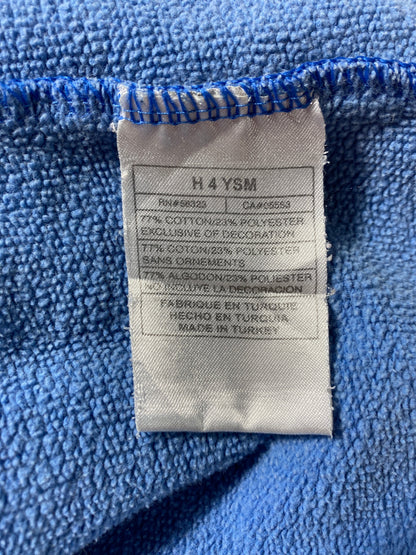 H 4 YSM
RN#56323 CA#05553
77% COTTON/23% POLYESTER
EXCLUSIVE OF DECORATION
77% COTON/23% POLYESTER
SANS ORNEMENTS
77% ALGODON/23% POLIESTER
NO INCLUYE LA DECORACION
FABRIQUE EN TURQUIE
HECHO EN TURQUIA
MADE IN TURKEY